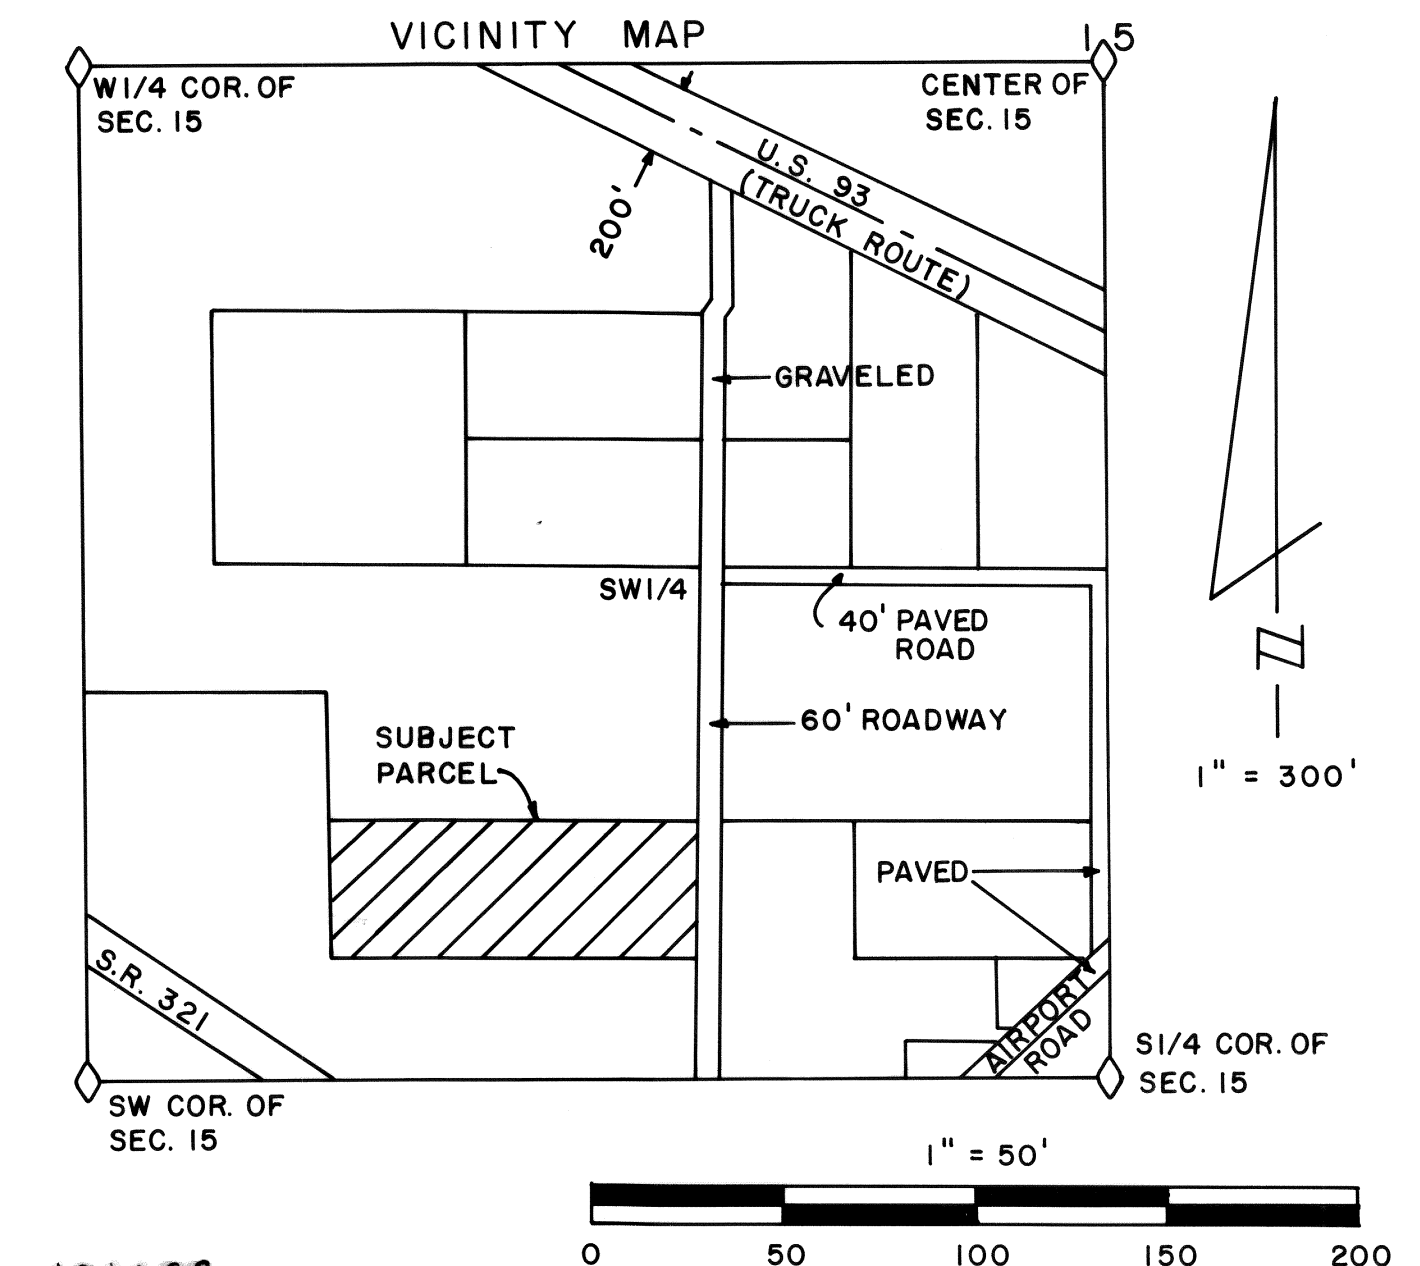 VICINITY MAP
15
W1/4 COR. OF
SEC. 15
CENTER OF
SEC. 15
U.S. 93
(TRUCK ROUTE)
200'
GRAVELED
SW1/4
40' PAVED
ROAD
60' ROADWAY
SUBJECT
PARCEL
N
1" = 300'
PAVED
S.R. 321
AIRPORT
ROAD
S1/4 COR. OF
SEC. 15
SW COR. OF
SEC. 15
1" = 50'
0 50 100 150 200